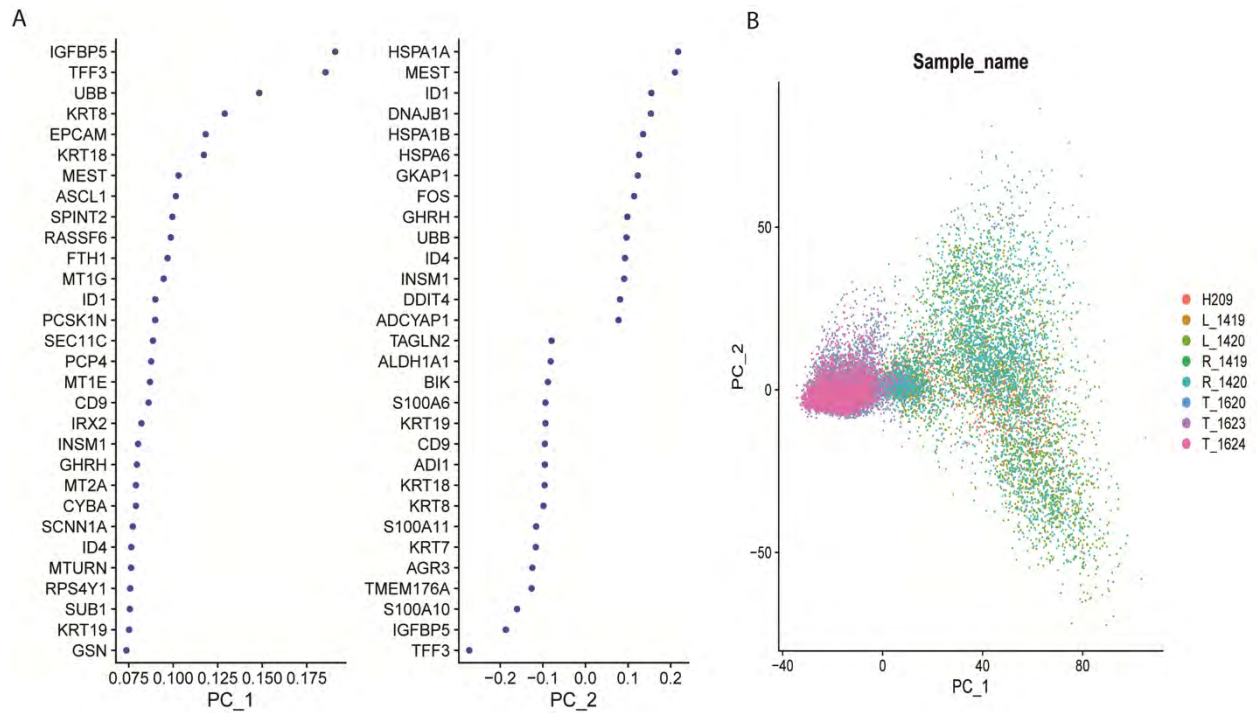 A
IGFBP5
TFF3
UBB
KRT8
EPCAM
KRT18
MEST
ASCL1
SPINT2
RASSF6
FTH1
MT1G
ID1
PCSK1N
SEC11C
PCP4
MT1E
CD9
IRX2
INSM1
GHRH
MT2A
CYBA
SCNN1A
ID4
MTURN
RPS4Y1
SUB1
KRT19
GSN
0.075 0.100 0.125 0.150 0.175
PC_1
HSPA1A
MEST
ID1
DNAJB1
HSPA1B
HSPA6
GKAP1
FOS
GHRH
UBB
ID4
INSM1
DDIT4
ADCYAP1
TAGLN2
ALDH1A1
BIK
S100A6
KRT19
CD9
ADI1
KRT18
KRT8
S100A11
KRT7
AGR3
TMEM176A
S100A10
IGFBP5
TFF3
−0.2 −0.1 0.0 0.1 0.2
PC_2
B
Sample_name
50
0
−50
PC_2
−40 0 40 80
PC_1
H209
L_1419
L_1420
R_1419
R_1420
T_1620
T_1623
T_1624